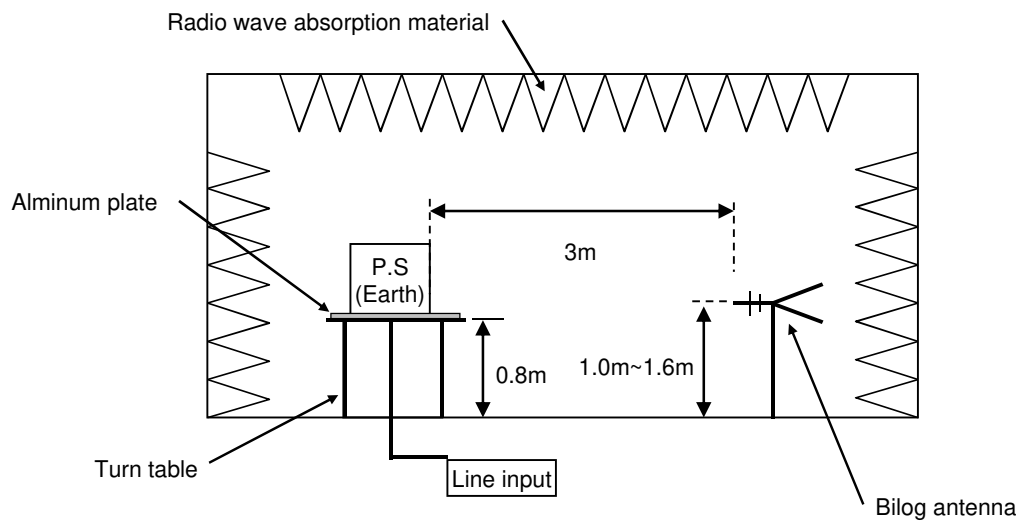 Radio wave absorption material
Alminum plate
3m
P.S
(Earth)
0.8m
1.0m~1.6m
Turn table
Line input
Bilog antenna